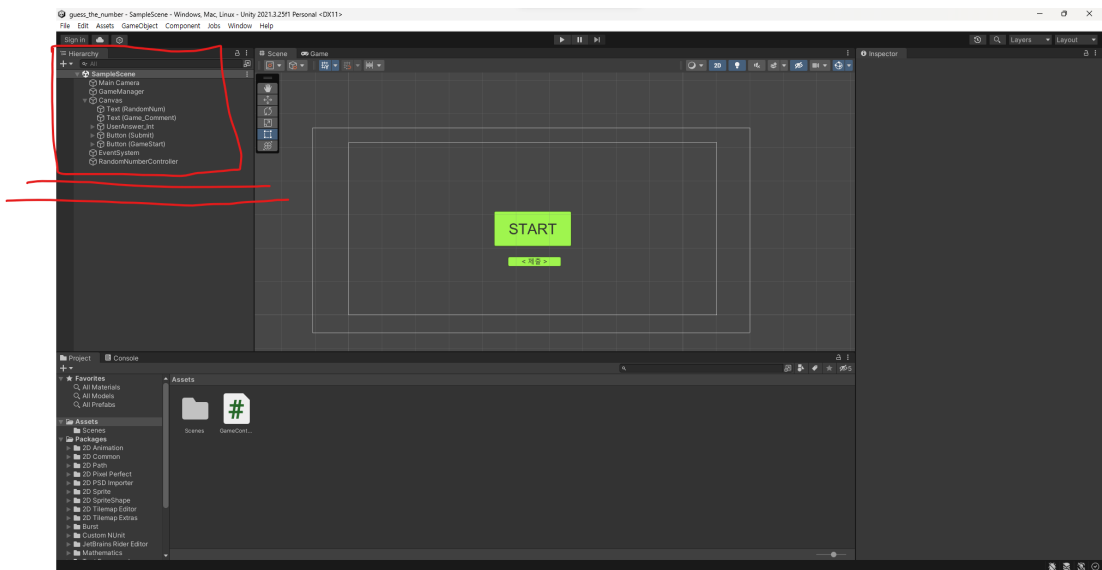 guess_the_number - SampleScene - Windows, Mac, Linux - Unity 2021.3.25f1 Personal <DX11>
File Edit Assets GameObject Component Jobs Window Help
Sign in
Layers
Layout
Hierarchy
All
SampleScene
Main Camera
GameManager
Canvas
Text (RandomNum)
Text (Game_Comment)
UserAnswer_Int
Button (Submit)
Button (GameStart)
EventSystem
RandomNumberController
Scene
Game
2D
START
< 제출 >
Inspector
Project
Console
5
Favorites
All Materials
All Models
All Prefabs
Assets
Scenes
Packages
2D Animation
2D Common
2D Path
2D Pixel Perfect
2D PSD Importer
2D Sprite
2D SpriteShape
2D Tilemap Editor
2D Tilemap Extras
Burst
Custom NUnit
JetBrains Rider Editor
Mathematics
Assets
#
Scenes
GameCont...